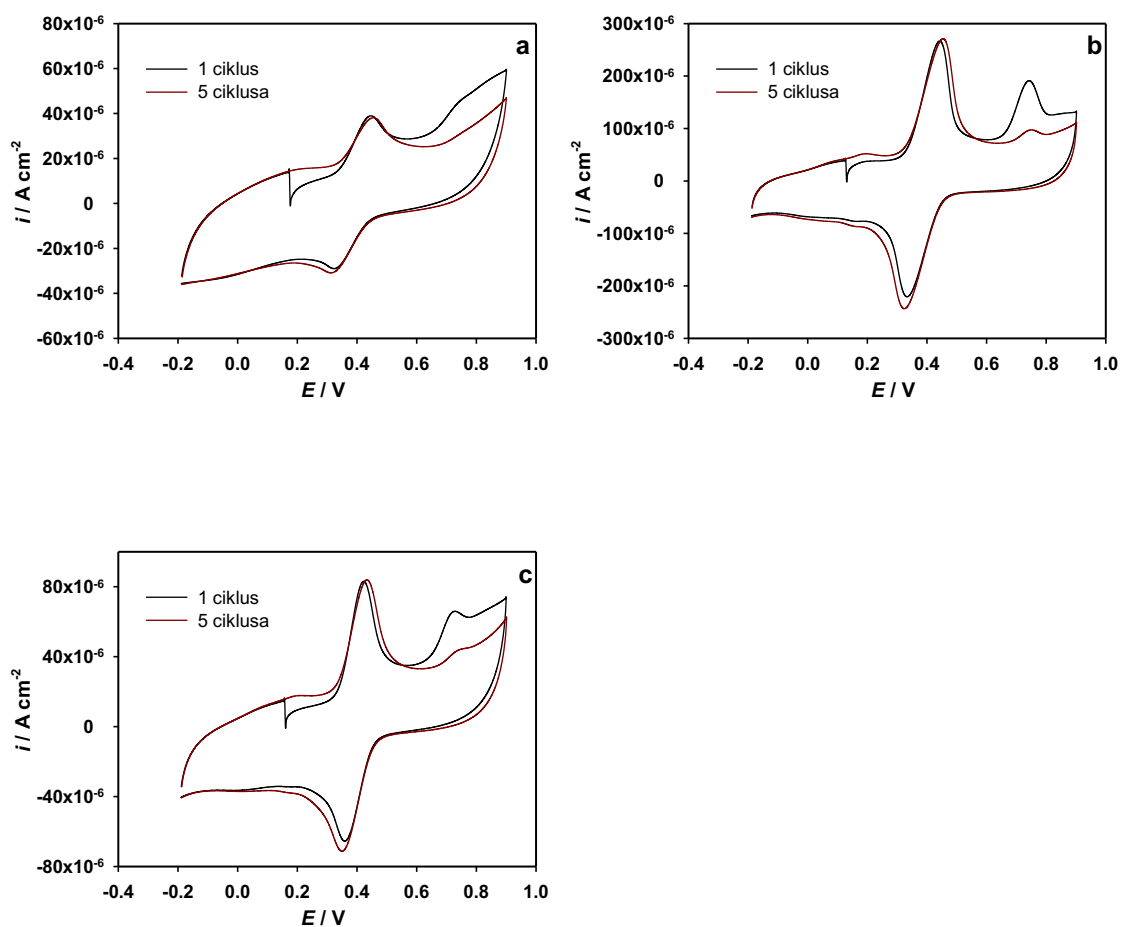 a
80x10-6
60x10-6
40x10-6
20x10-6
0
-20x10-6
-40x10-6
-60x10-6
1 ciklus
5 ciklusa
i / A cm-2
-0.4 -0.2 0.0 0.2 0.4 0.6 0.8 1.0
E / V
b
300x10-6
200x10-6
100x10-6
0
-100x10-6
-200x10-6
-300x10-6
1 ciklus
5 ciklusa
i / A cm-2
-0.4 -0.2 0.0 0.2 0.4 0.6 0.8 1.0
E / V
c
80x10-6
40x10-6
0
-40x10-6
-80x10-6
1 ciklus
5 ciklusa
i / A cm-2
-0.4 -0.2 0.0 0.2 0.4 0.6 0.8 1.0
E / V